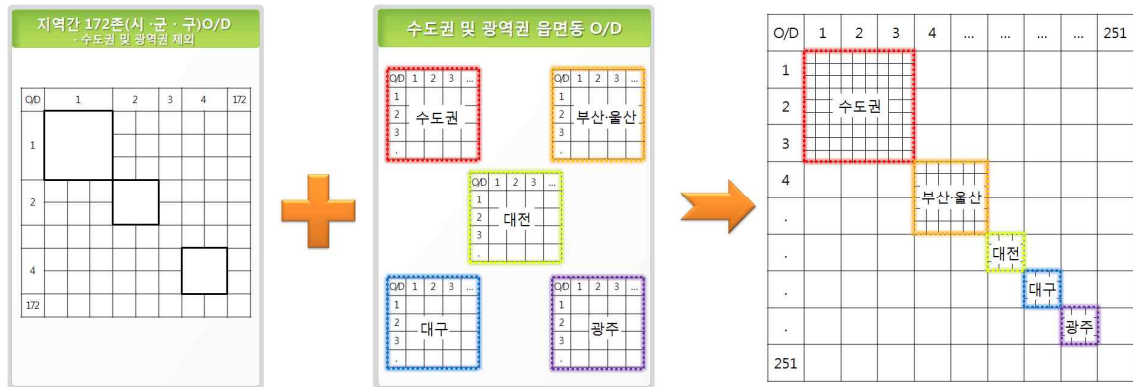 지역간 172존(시·군·구)O/D
- 수도권 및 광역권 제외
O/D 1 2 3 4 172
1
2
4
172
수도권 및 광역권 읍면동 O/D
O/D 1 2 3 ...
1
2
3
.
수도권
O/D 1 2 3 ...
1
2
3
.
부산·울산
O/D 1 2 3 ...
1
2
3
.
대전
O/D 1 2 3 ...
1
2
3
.
대구
O/D 1 2 3 ...
1
2
3
.
광주
O/D 1 2 3 4 ... ... ... ... 251
1
2
3
4
.
.
.
.
251
수도권
부산·울산
대전
대구
광주